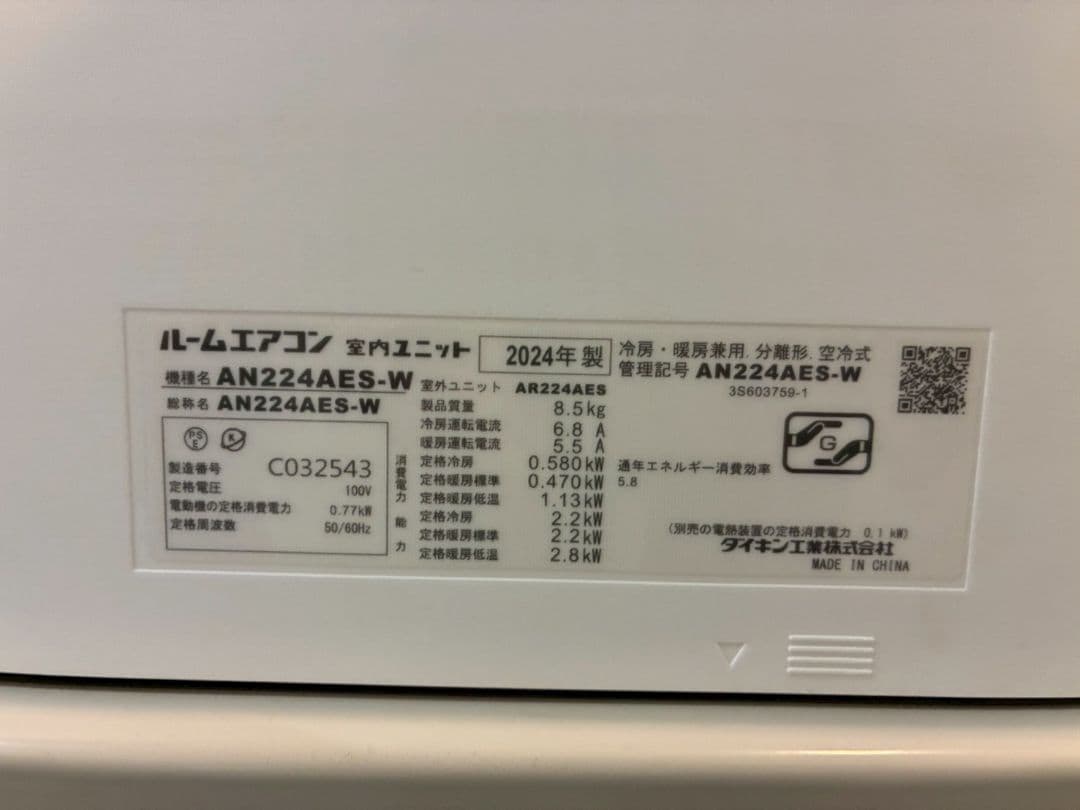 ルームエアコン 室内ユニット 2024年 製
冷房・暖房兼用. 分離形. 空冷式
機種名 AN224AES-W
管理記号 AN224AES-W
3S603759-1
総称名 AN224AES-W
PS
E
製造番号 C032543
定格電圧 100V
電動機の定格消費電力 0.77kW
定格周波数 50/60Hz
室外ユニット AR224AES
製品質量 8.5kg
冷房運転電流 6.8 A
暖房運転電流 5.5 A
消費電力
定格冷房 0.580kW
定格暖房標準 0.470kW
定格暖房低温 1.13kW
能力
定格冷房 2.2kW
定格暖房標準 2.2kW
定格暖房低温 2.8kW
G
通年エネルギー消費効率
5.8
(別売の電熱装置の定格消費電力 0.1 kW)
ダイキン工業株式会社
MADE IN CHINA